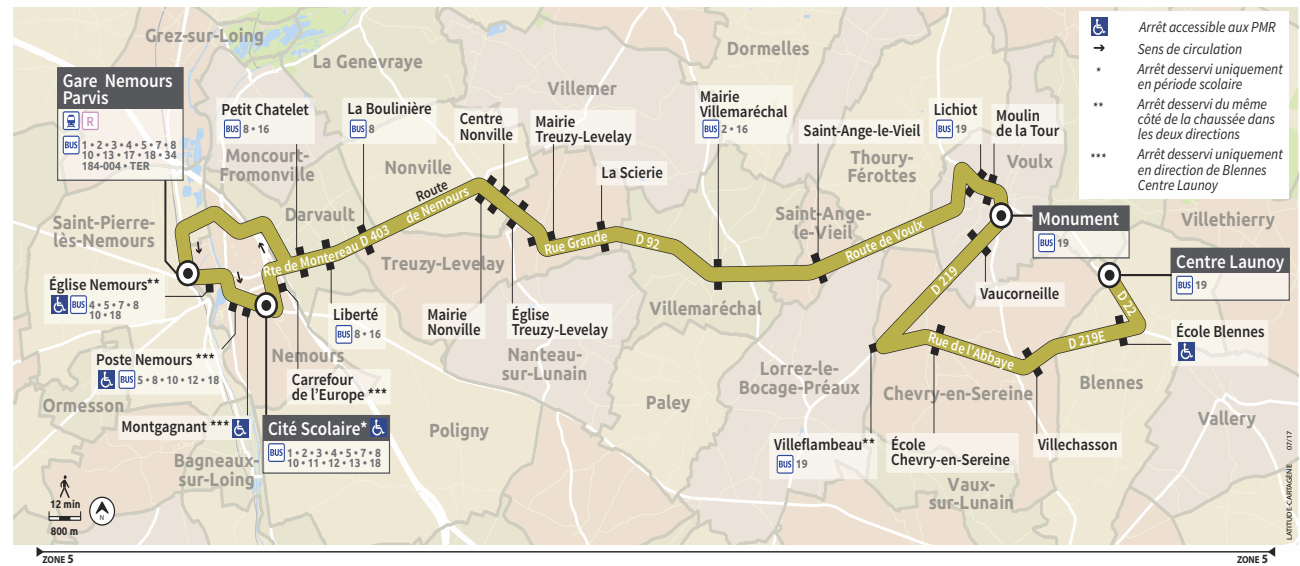 Grez-sur-Loing
La Genevraye
Dormelles
Villemer
Moncourt-
Fromonville
Nonville
Darvault
Saint-Pierre-
lès-Nemours
Treuzy-Levelay
Thoury-
Férottes
Voulx
Villethierry
Saint-Ange-
le-Vieil
Villemaréchal
Nemours
Nanteau-
sur-Lunain
Lorrez-le-
Bocage-Préaux
Chevry-en-Sereine
Blennes
Paley
Ormesson
Poligny
Bagneaux-
sur-Loing
Vallery
Vaux-
sur-Lunain
Gare Nemours
Parvis
R
BUS 1 • 2 • 3 • 4 • 5 • 7 • 8
10 • 13 • 17 • 18 • 34
184-004 • TER
Petit Chatelet
BUS 8 • 16
La Boulinière
BUS 8
Centre
Nonville
Mairie
Treuzy-Levelay
La Scierie
Mairie
Villemaréchal
BUS 2 • 16
Saint-Ange-le-Vieil
Lichiot
BUS 19
Moulin
de la Tour
Monument
BUS 19
Centre Launoy
BUS 19
Église Nemours**
BUS 4 • 5 • 7 • 8
10 • 18
Poste Nemours ***
BUS 5 • 8 • 10 • 12 • 18
Montgagnant ***
Cité Scolaire*
BUS 1 • 2 • 3 • 4 • 5 • 7 • 8
10 • 11 • 12 • 13 • 18
Carrefour
de l'Europe ***
Liberté
BUS 8 • 16
Mairie
Nonville
Église
Treuzy-Levelay
Vaucorneille
École Blennes
Villeflambeau**
BUS 19
École
Chevry-en-Sereine
Villechasson
Rte de Montereau D 403
Route
de Nemours
Rue Grande
D 92
Route de Voulx
D 219
Rue de l'Abbaye
D 219E
D 22
Arrêt accessible aux PMR
Sens de circulation
* Arrêt desservi uniquement
en période scolaire
** Arrêt desservi du même
côté de la chaussée dans
les deux directions
*** Arrêt desservi uniquement
en direction de Blennes
Centre Launoy
12 min
800 m
N
LATITUDE-CARTAGÈNE 07/17
ZONE 5
ZONE 5